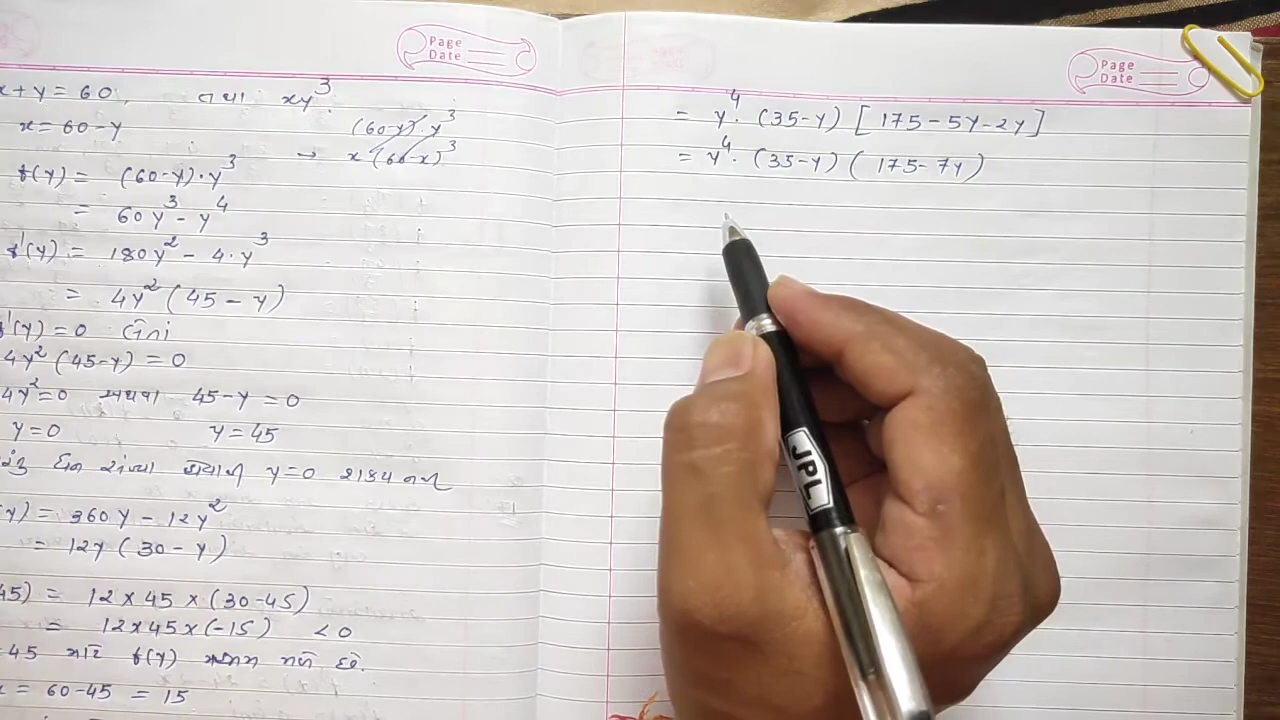 Page
Date
x + y = 60, તથા xy³
x = 60 - y (60-y)·y³
→ x(60-x)³
f(y) = (60-y)·y³
= 60y³ - y⁴
f'(y) = 180y² - 4·y³
= 4y²(45 - y)
f'(y) = 0 લેતાં
4y²(45-y) = 0
4y² = 0 અથવા 45-y = 0
y = 0 y = 45
ધન સંખ્યા હોવાથી y = 0 શક્ય નથી
(y) = 360y - 12y²
= 12y(30 - y)
45) = 12 × 45 × (30-45)
= 12×45×(-15) < 0
=45 માટે f(y) મહત્તમ
x = 60-45 = 15
Page
Date
= y⁴·(35-y)[175-5y-2y]
= y⁴·(35-y)(175-7y)
JPL